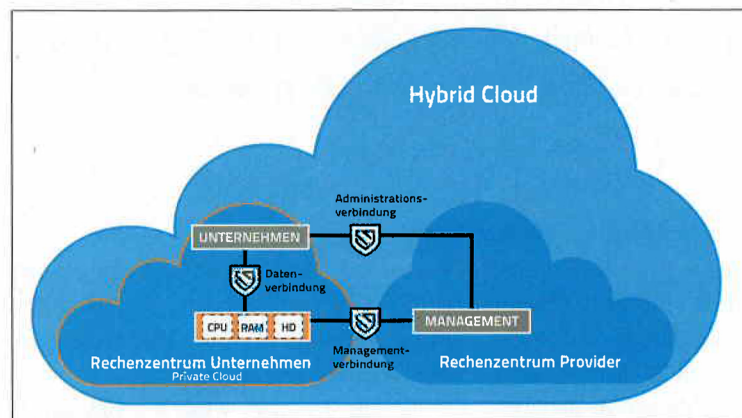 Hybrid Cloud
Administrations-
verbindung
UNTERNEHMEN
Daten-
verbindung
CPU RAM HD
MANAGEMENT
Management-
verbindung
Rechenzentrum Unternehmen
Private Cloud
Rechenzentrum Provider